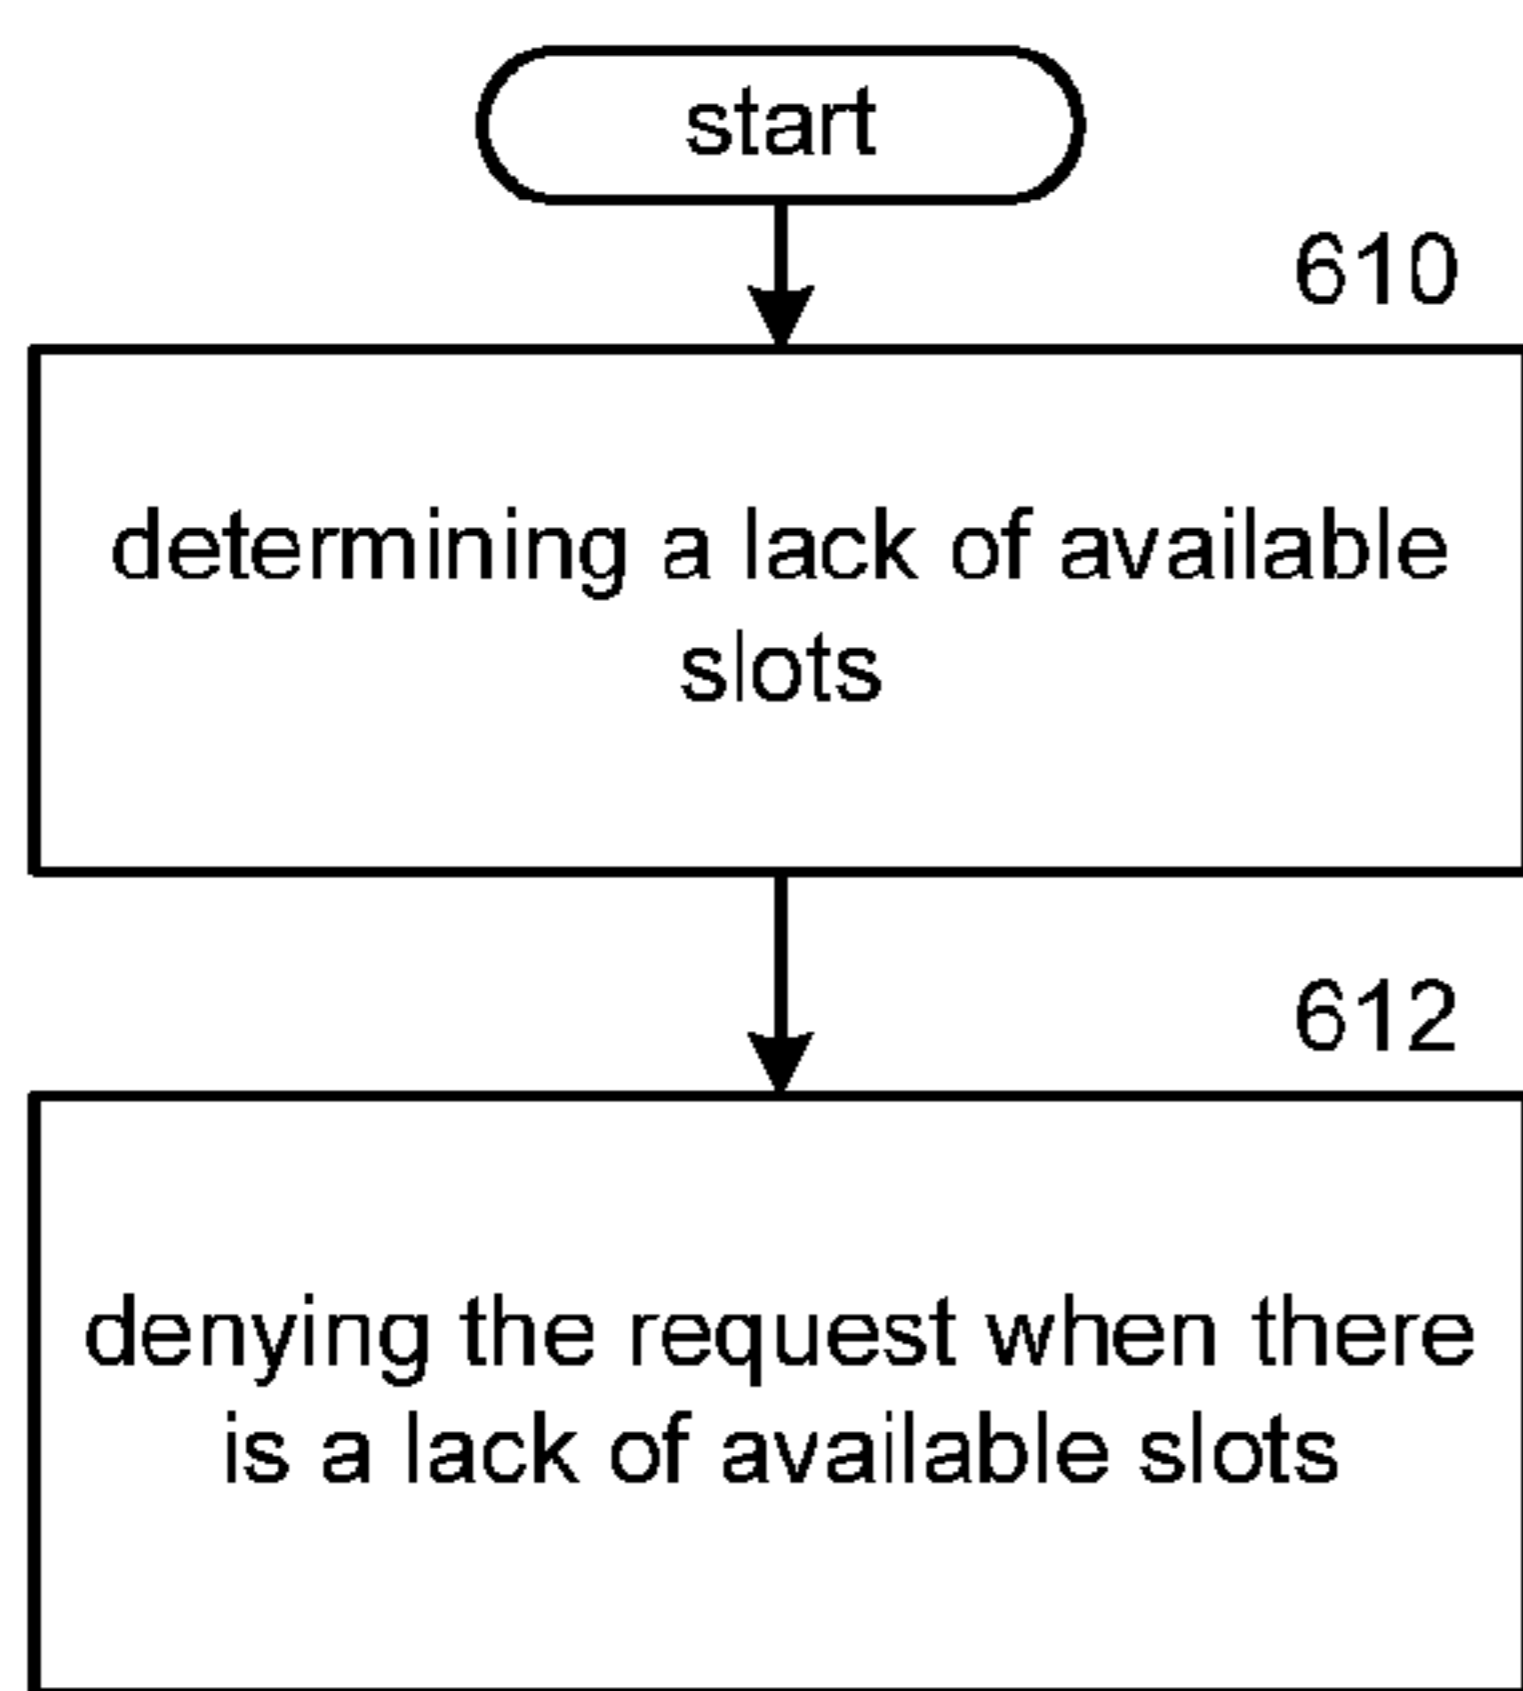 start
610
determining a lack of available
slots
612
denying the request when there
is a lack of available slots